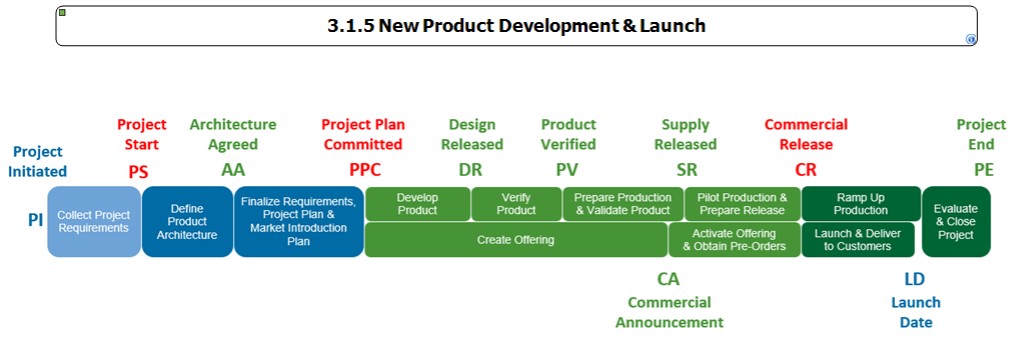 3.1.5 New Product Development & Launch
Project
Initiated
PI
Project
Start
PS
Architecture
Agreed
AA
Project Plan
Committed
PPC
Design
Released
DR
Product
Verified
PV
Supply
Released
SR
Commercial
Release
CR
Project
End
PE
Collect Project
Requirements
Define
Product
Architecture
Finalize Requirements,
Project Plan &
Market Introduction
Plan
Develop
Product
Verify
Product
Prepare Production
& Validate Product
Pilot Production &
Prepare Release
Ramp Up
Production
Create Offering
Activate Offering
& Obtain Pre-Orders
Launch & Deliver
to Customers
Evaluate
& Close
Project
CA
Commercial
Announcement
LD
Launch
Date